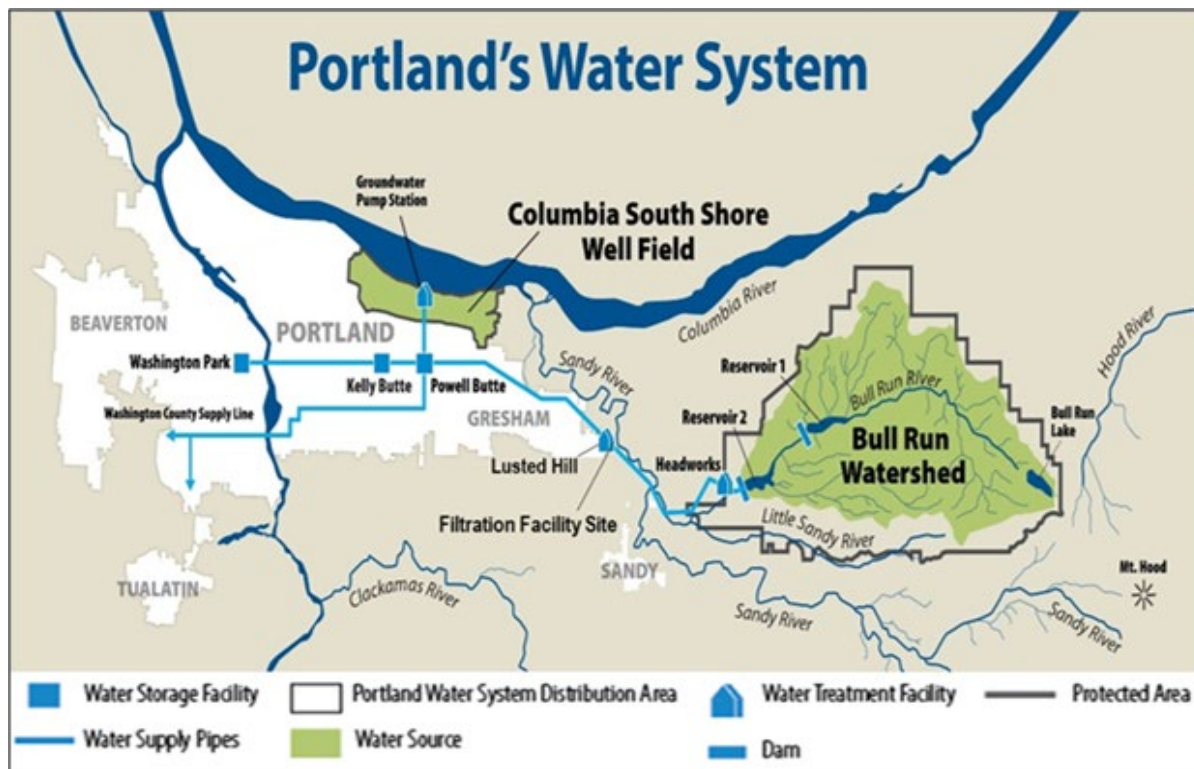 Portland's Water System
Groundwater
Pump Station
Columbia South Shore
Well Field
Columbia River
Hood River
BEAVERTON
PORTLAND
Washington Park
Kelly Butte
Powell Butte
Sandy River
Reservoir 1
Bull Run River
Washington County Supply Line
GRESHAM
Reservoir 2
Bull Run
Lake
Bull Run
Watershed
Lusted Hill
Headworks
Filtration Facility Site
Little Sandy River
SANDY
Mt. Hood
TUALATIN
Clackamas River
Sandy River
Sandy River
Water Storage Facility
Portland Water System Distribution Area
Water Treatment Facility
Protected Area
Water Supply Pipes
Water Source
Dam